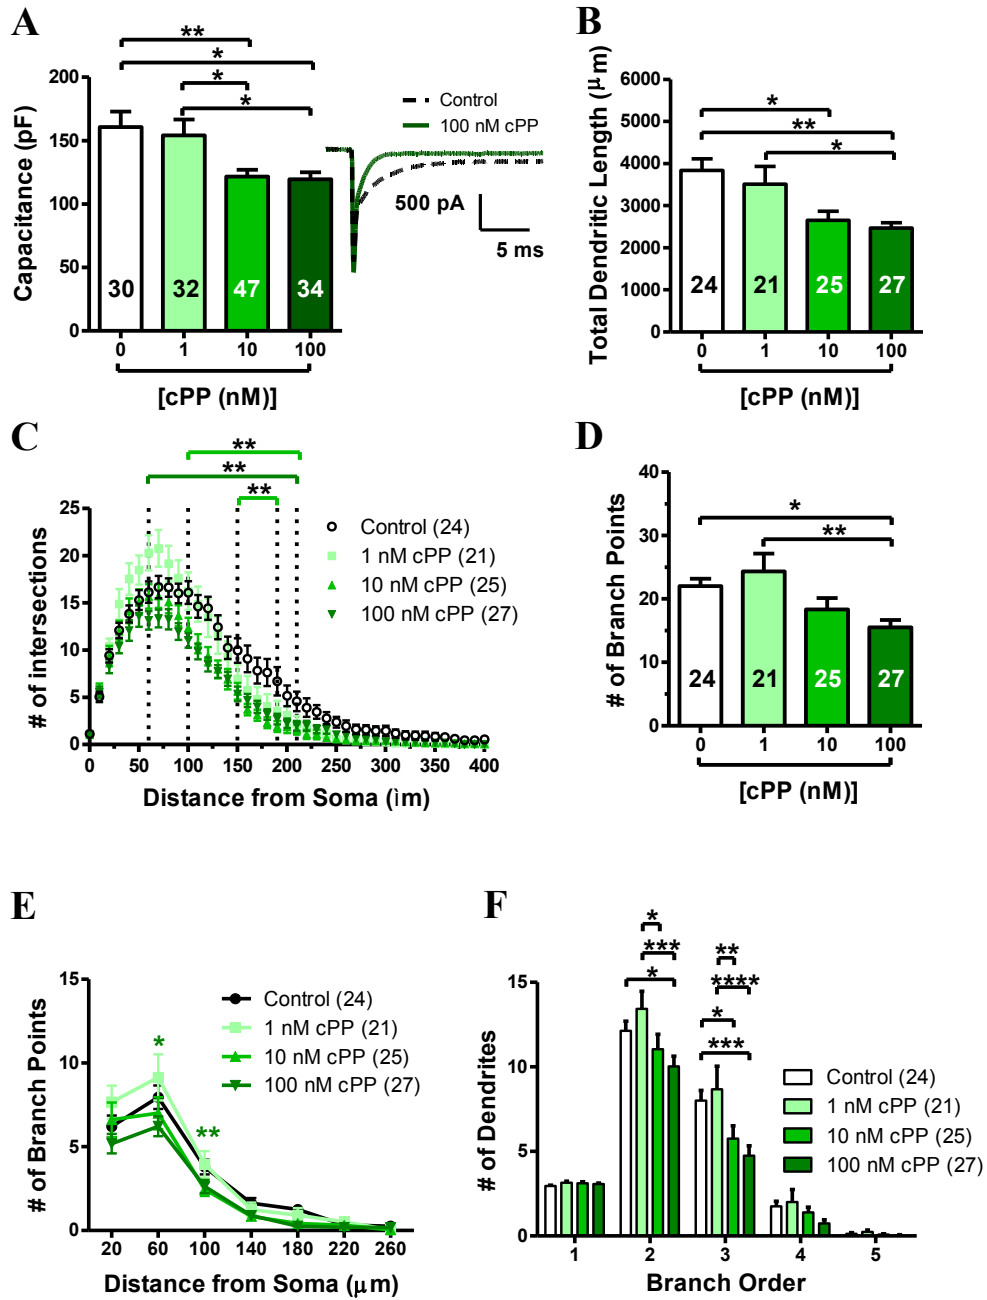 A
**
*
*
*
Capacitance (pF)
200
150
100
50
0
30 32 47 34
0 1 10 100
[cPP (nM)]
Control
100 nM cPP
500 pA
5 ms
B
*
**
*
Total Dendritic Length (μm)
6000
5000
4000
3000
2000
1000
0
24 21 25 27
0 1 10 100
[cPP (nM)]
C
**
**
**
# of intersections
25
20
15
10
5
0
Control (24)
1 nM cPP (21)
10 nM cPP (25)
100 nM cPP (27)
0 50 100 150 200 250 300 350 400
Distance from Soma (ìm)
D
*
**
# of Branch Points
40
30
20
10
0
24 21 25 27
0 1 10 100
[cPP (nM)]
E
# of Branch Points
15
10
5
0
*
**
Control (24)
1 nM cPP (21)
10 nM cPP (25)
100 nM cPP (27)
20 60 100 140 180 220 260
Distance from Soma (μm)
F
*
***
*
**
****
*
***
# of Dendrites
15
10
5
0
Control (24)
1 nM cPP (21)
10 nM cPP (25)
100 nM cPP (27)
1 2 3 4 5
Branch Order